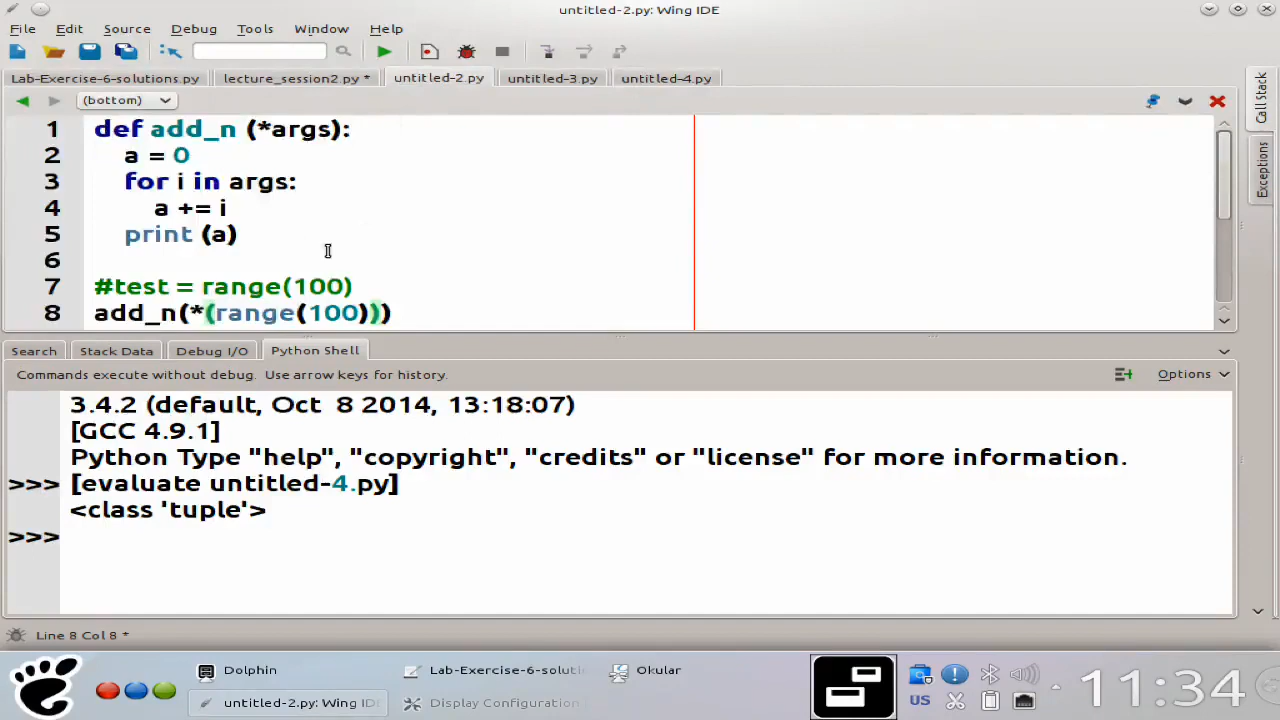 untitled-2.py: Wing IDE
File Edit Source Debug Tools Window Help
Lab-Exercise-6-solutions.py lecture_session2.py * untitled-2.py untitled-3.py untitled-4.py
(bottom)
Call Stack
Exceptions
1 def add_n (*args):
2 a = 0
3 for i in args:
4 a += i
5 print (a)
6
7 #test = range(100)
8 add_n(*(range(100)))
Search Stack Data Debug I/O Python Shell
Commands execute without debug. Use arrow keys for history. Options
3.4.2 (default, Oct 8 2014, 13:18:07)
[GCC 4.9.1]
Python Type "help", "copyright", "credits" or "license" for more information.
>>> [evaluate untitled-4.py]
<class 'tuple'>
>>>
Line 8 Col 8 *
Dolphin Lab-Exercise-6-soluti Okular
untitled-2.py: Wing ID Display Configuration
US
11:34